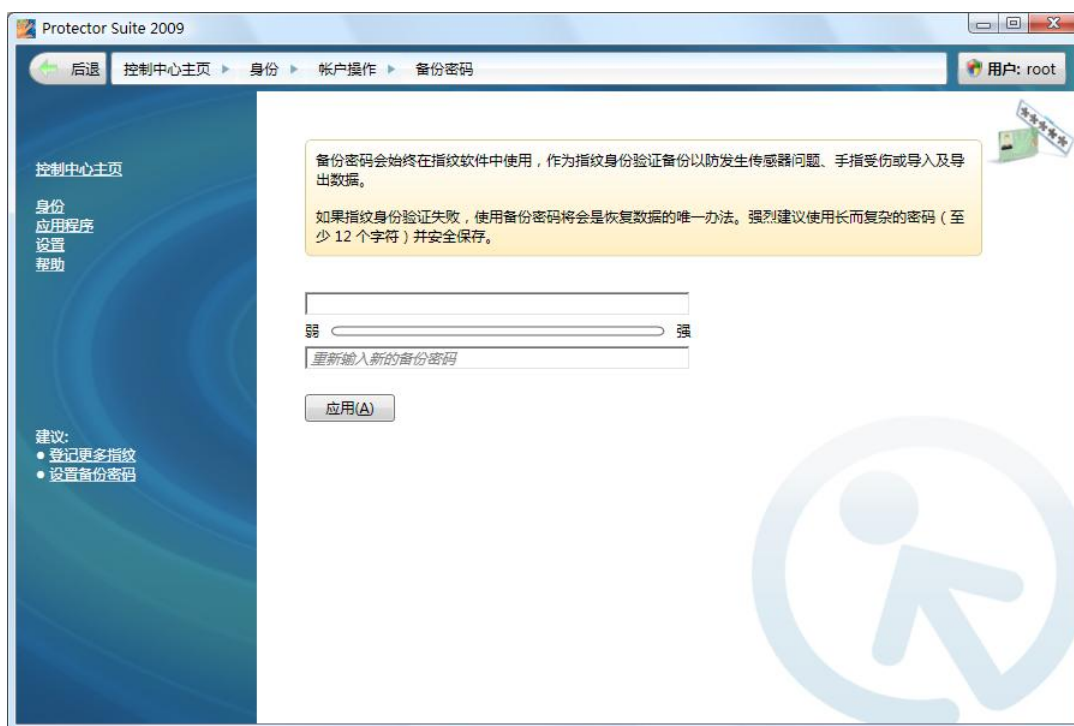 Protector Suite 2009
后退 控制中心主页 身份 帐户操作 备份密码 用户: root
控制中心主页
身份
应用程序
设置
帮助
建议:
登记更多指纹
设置备份密码
备份密码会始终在指纹软件中使用，作为指纹身份验证备份以防发生传感器问题、手指受伤或导入及导
出数据。
如果指纹身份验证失败，使用备份密码将会是恢复数据的唯一办法。强烈建议使用长而复杂的密码（至
少 12 个字符）并安全保存。
弱 强
重新输入新的备份密码
应用(A)
*****